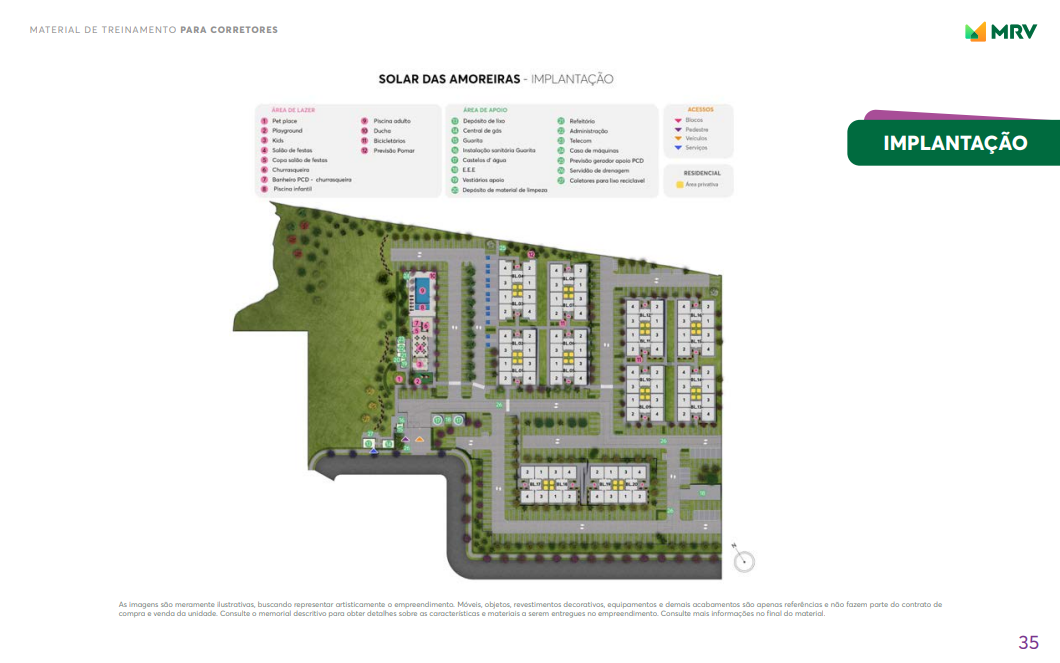 MATERIAL DE TREINAMENTO PARA CORRETORES
MRV
SOLAR DAS AMOREIRAS - IMPLANTAÇÃO
IMPLANTAÇÃO
ÁREA DE LAZER
1 Pet place
2 Playground
3 Kids
4 Salão de festas
5 Copa salão de festas
6 Churrasqueira
7 Banheiro PCD - churrasqueira
8 Piscina infantil
9 Piscina adulto
10 Ducha
11 Bicicletários
12 Previsão Pomar
ÁREA DE APOIO
13 Depósito de lixo
14 Central de gás
15 Guarita
16 Instalação sanitária Guarita
17 Castelos d' água
18 E.E.E
19 Vestiários apoio
20 Depósito de material de limpeza
21 Refeitório
22 Administração
23 Telecom
24 Casa de máquinas
25 Previsão gerador apoio PCD
26 Servidão de drenagem
27 Coletores para lixo reciclavel
ACESSOS
Blocos
Pedestre
Veículos
Serviços
RESIDENCIAL
Área privativa
N
As imagens são meramente ilustrativas, buscando representar artisticamente o empreendimento. Móveis, objetos, revestimentos decorativos, equipamentos e demais acabamentos são apenas referências e não fazem parte do contrato de
compra e venda da unidade. Consulte o memorial descritivo para obter detalhes sobre as características e materiais a serem entregues no empreendimento. Consulte mais informações no final do material.
35